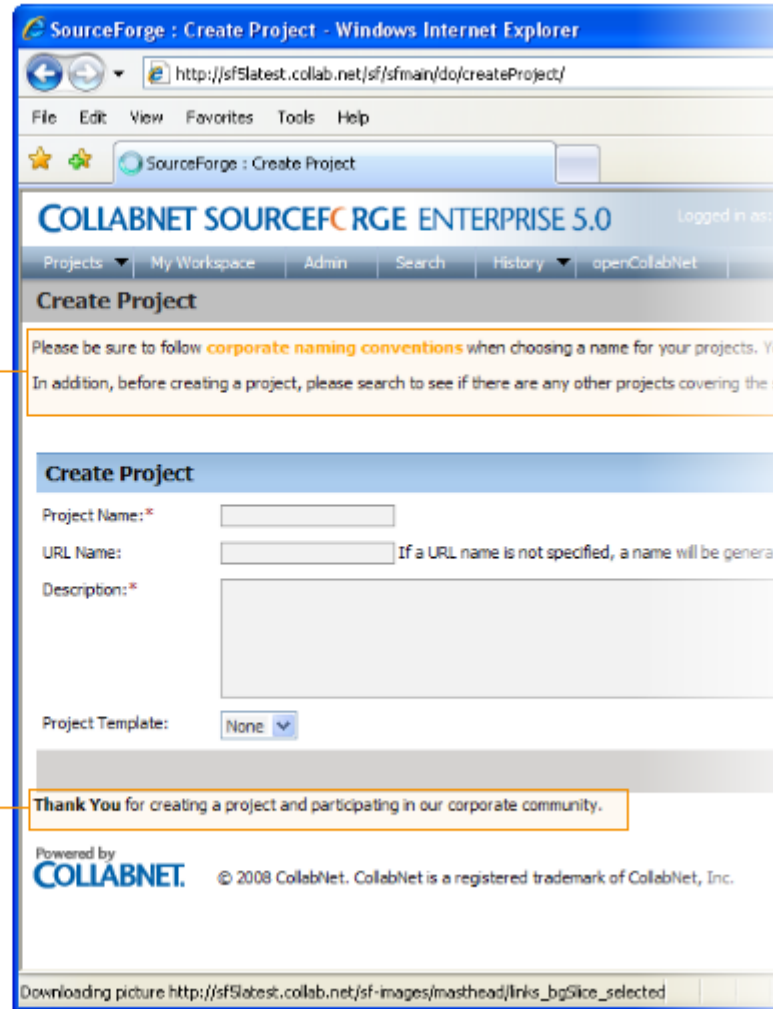 SourceForge : Create Project - Windows Internet Explorer
http://sf5latest.collab.net/sf/sfmain/do/createProject/
File Edit View Favorites Tools Help
SourceForge : Create Project
COLLABNET SOURCEFORGE ENTERPRISE 5.0 Logged in as:
Projects My Workspace Admin Search History openCollabNet
Create Project
Please be sure to follow corporate naming conventions when choosing a name for your projects.
In addition, before creating a project, please search to see if there are any other projects covering the
Create Project
Project Name:*
URL Name: If a URL name is not specified, a name will be genera
Description:*
Project Template: None
Thank You for creating a project and participating in our corporate community.
Powered by
COLLABNET. © 2008 CollabNet. CollabNet is a registered trademark of CollabNet, Inc.
Downloading picture http://sf5latest.collab.net/sf-images/masthead/links_bgSlice_selected